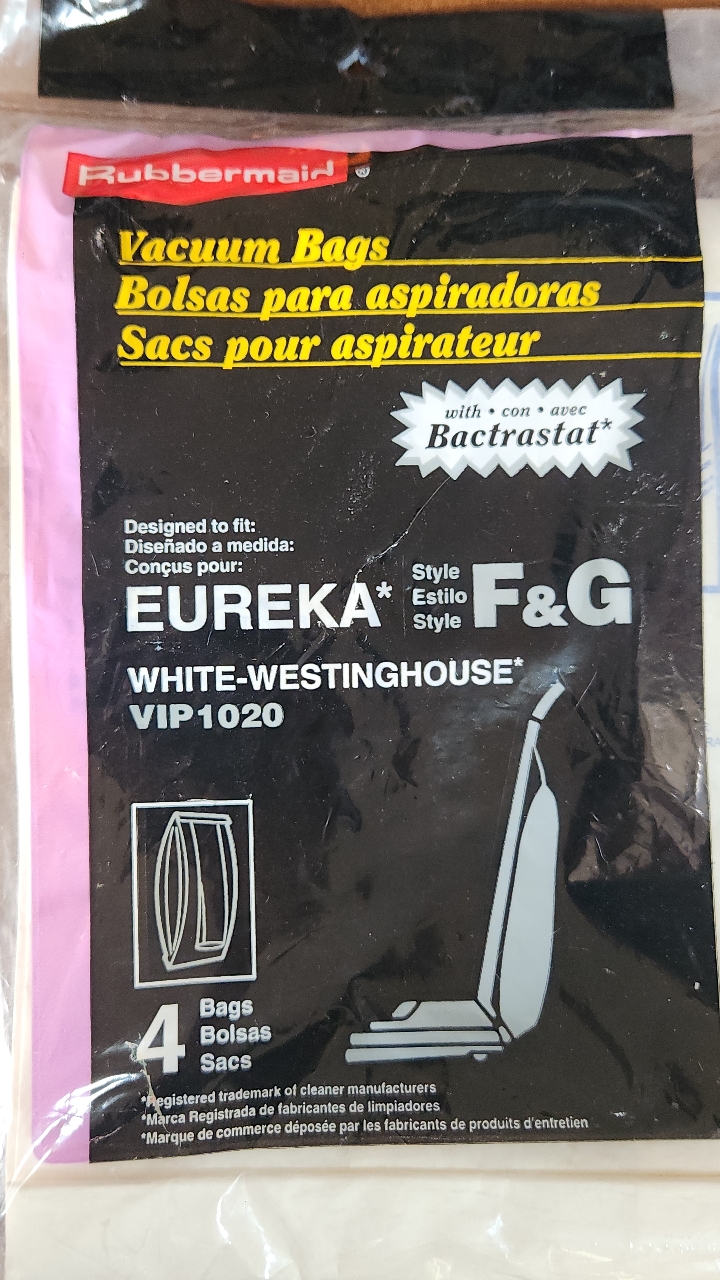 Rubbermaid®
Vacuum Bags
Bolsas para aspiradoras
Sacs pour aspirateur
with • con • avec
Bactrastat*
Designed to fit:
Diseñado a medida:
Conçus pour:
EUREKA*
Style
Estilo
Style
F&G
WHITE-WESTINGHOUSE*
VIP1020
4
Bags
Bolsas
Sacs
*Registered trademark of cleaner manufacturers
*Marca Registrada de fabricantes de limpiadores
*Marque de commerce déposée par les fabricants de produits d'entretien